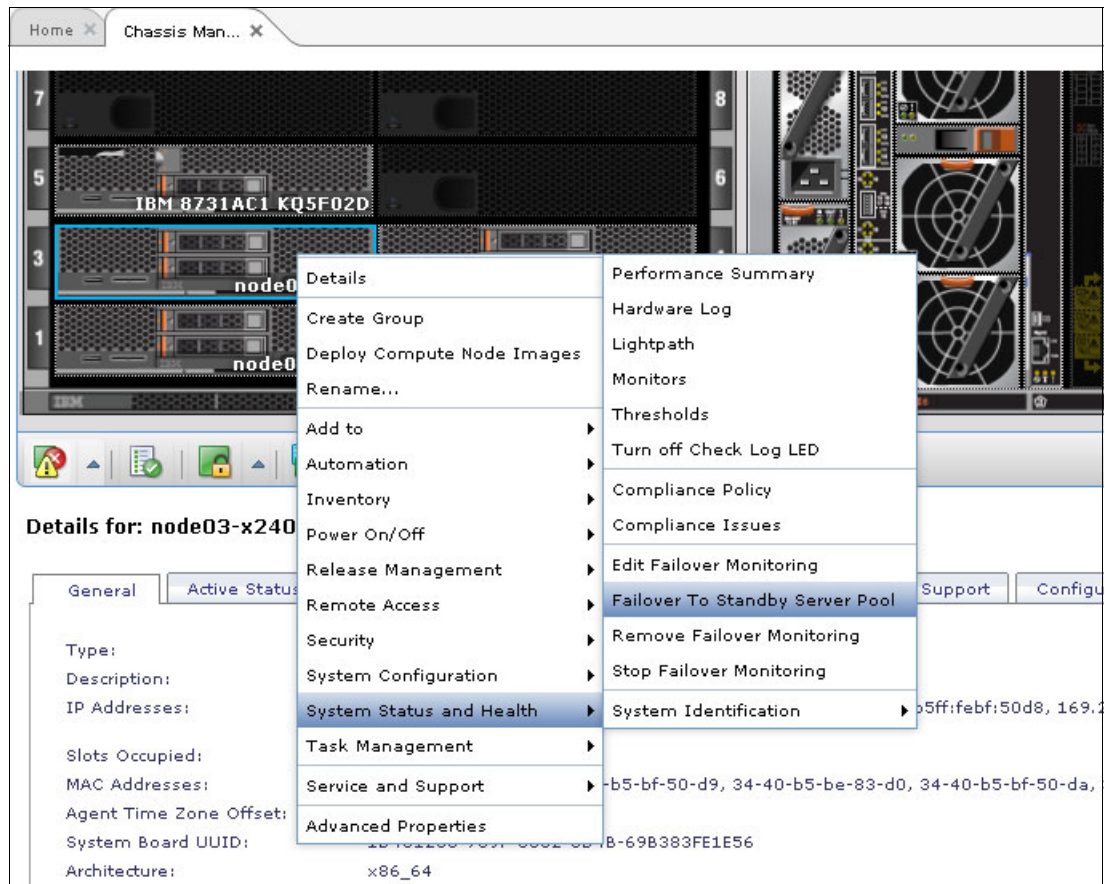 Home
Chassis Man...
7
8
5
6
IBM 8731AC1 KQ5F02D
3
node0
1
node0
IBM
Details
Create Group
Deploy Compute Node Images
Rename...
Add to
Automation
Inventory
Power On/Off
Release Management
Remote Access
Security
System Configuration
System Status and Health
Task Management
Service and Support
Advanced Properties
Performance Summary
Hardware Log
Lightpath
Monitors
Thresholds
Turn off Check Log LED
Compliance Policy
Compliance Issues
Edit Failover Monitoring
Failover To Standby Server Pool
Remove Failover Monitoring
Stop Failover Monitoring
System Identification
Details for: node03-x240
General
Active Status
Support
Configu
Type:
Description:
IP Addresses:
5ff:febf:50d8, 169.2
Slots Occupied:
MAC Addresses:
-b5-bf-50-d9, 34-40-b5-be-83-d0, 34-40-b5-bf-50-da,
Agent Time Zone Offset:
System Board UUID:
B-69B383FE1E56
Architecture:
x86_64